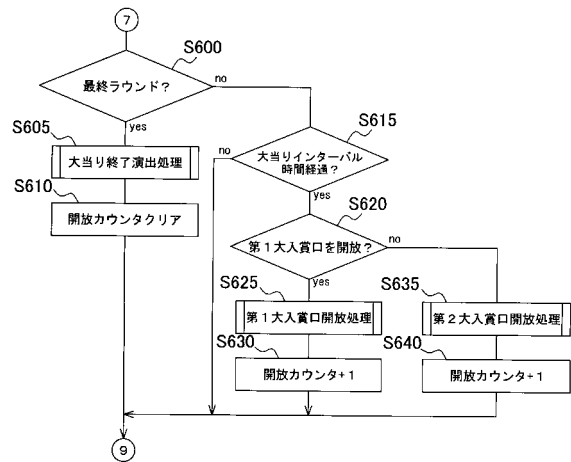 7
S600
最終ラウンド?
no
yes
S605
大当り終了演出処理
S610
開放カウンタクリア
S615
大当りインターバル
時間経過?
no
yes
S620
第1大入賞口を開放?
no
yes
S625
第1大入賞口開放処理
S630
開放カウンタ+1
S635
第2大入賞口開放処理
S640
開放カウンタ+1
9